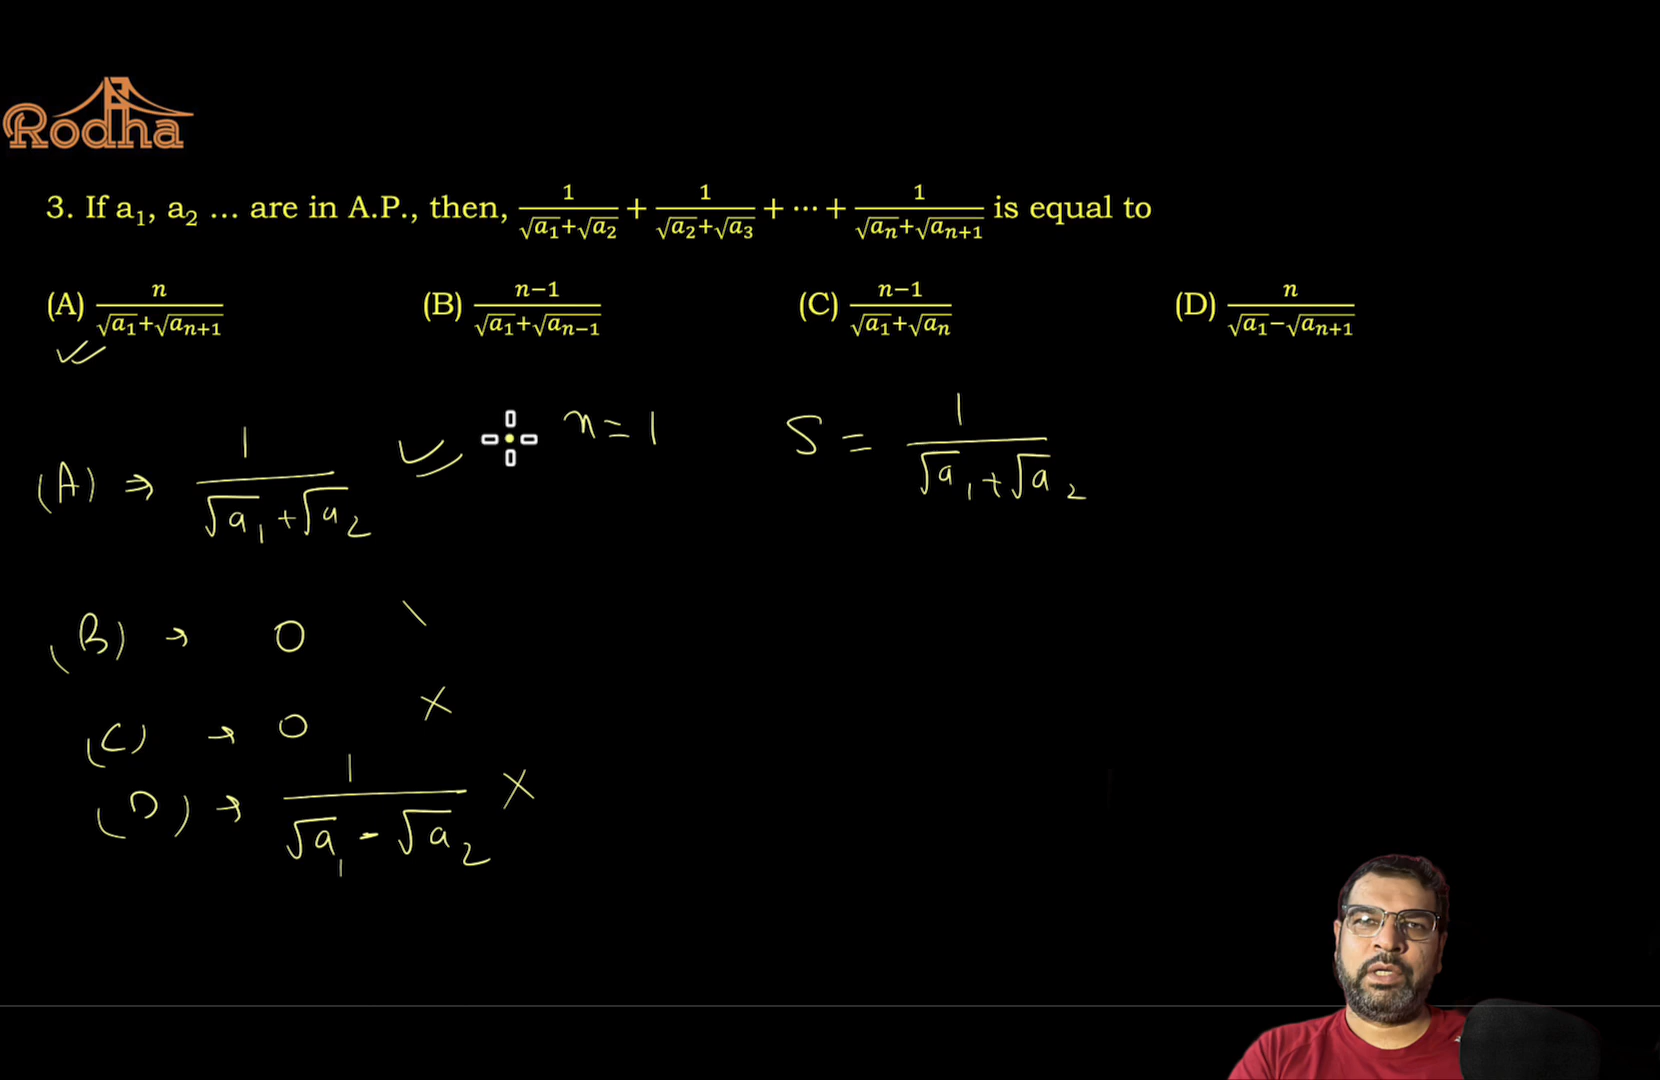 Rodha
3. If a₁, a₂ ... are in A.P., then, 1/(√a₁+√a₂) + 1/(√a₂+√a₃) + ⋯ + 1/(√aₙ+√aₙ₊₁) is equal to
(A) n/(√a₁+√aₙ₊₁) (B) (n−1)/(√a₁+√aₙ₋₁) (C) (n−1)/(√a₁+√aₙ) (D) n/(√a₁−√aₙ₊₁)
n = 1 S = 1/(√a₁+√a₂)
(A) ⇒ 1/(√a₁+√a₂)
(B) → 0
(C) → 0
(D) → 1/(√a₁-√a₂)